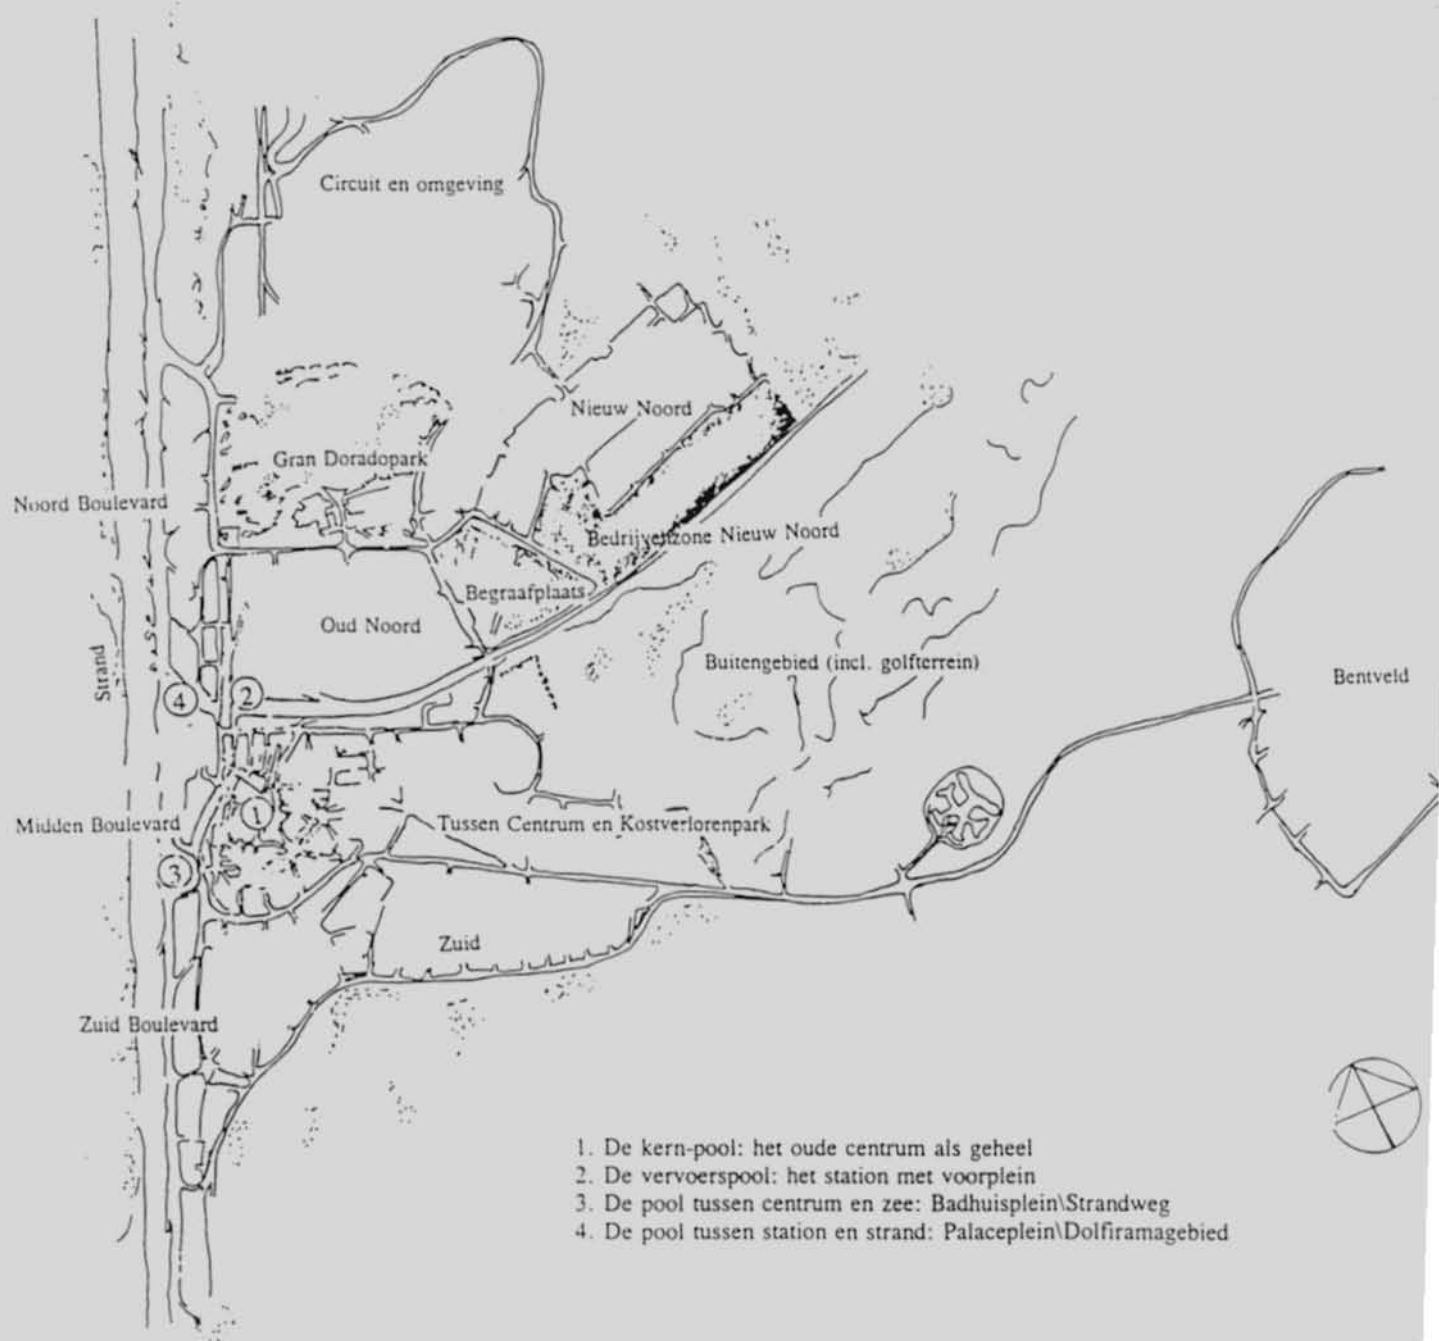 Circuit en omgeving
Nieuw Noord
Gran Doradopark
Noord Boulevard
Bedrijvenzone Nieuw Noord
Begraafplaats
Oud Noord
Strand
Buitengebied (incl. golfterrein)
Bentveld
4
2
1
Midden Boulevard
Tussen Centrum en Kostverlorenpark
3
Zuid
Zuid Boulevard
1. De kern-pool: het oude centrum als geheel
2. De vervoerspool: het station met voorplein
3. De pool tussen centrum en zee: Badhuisplein\Strandweg
4. De pool tussen station en strand: Palaceplein\Dolfiramagebied